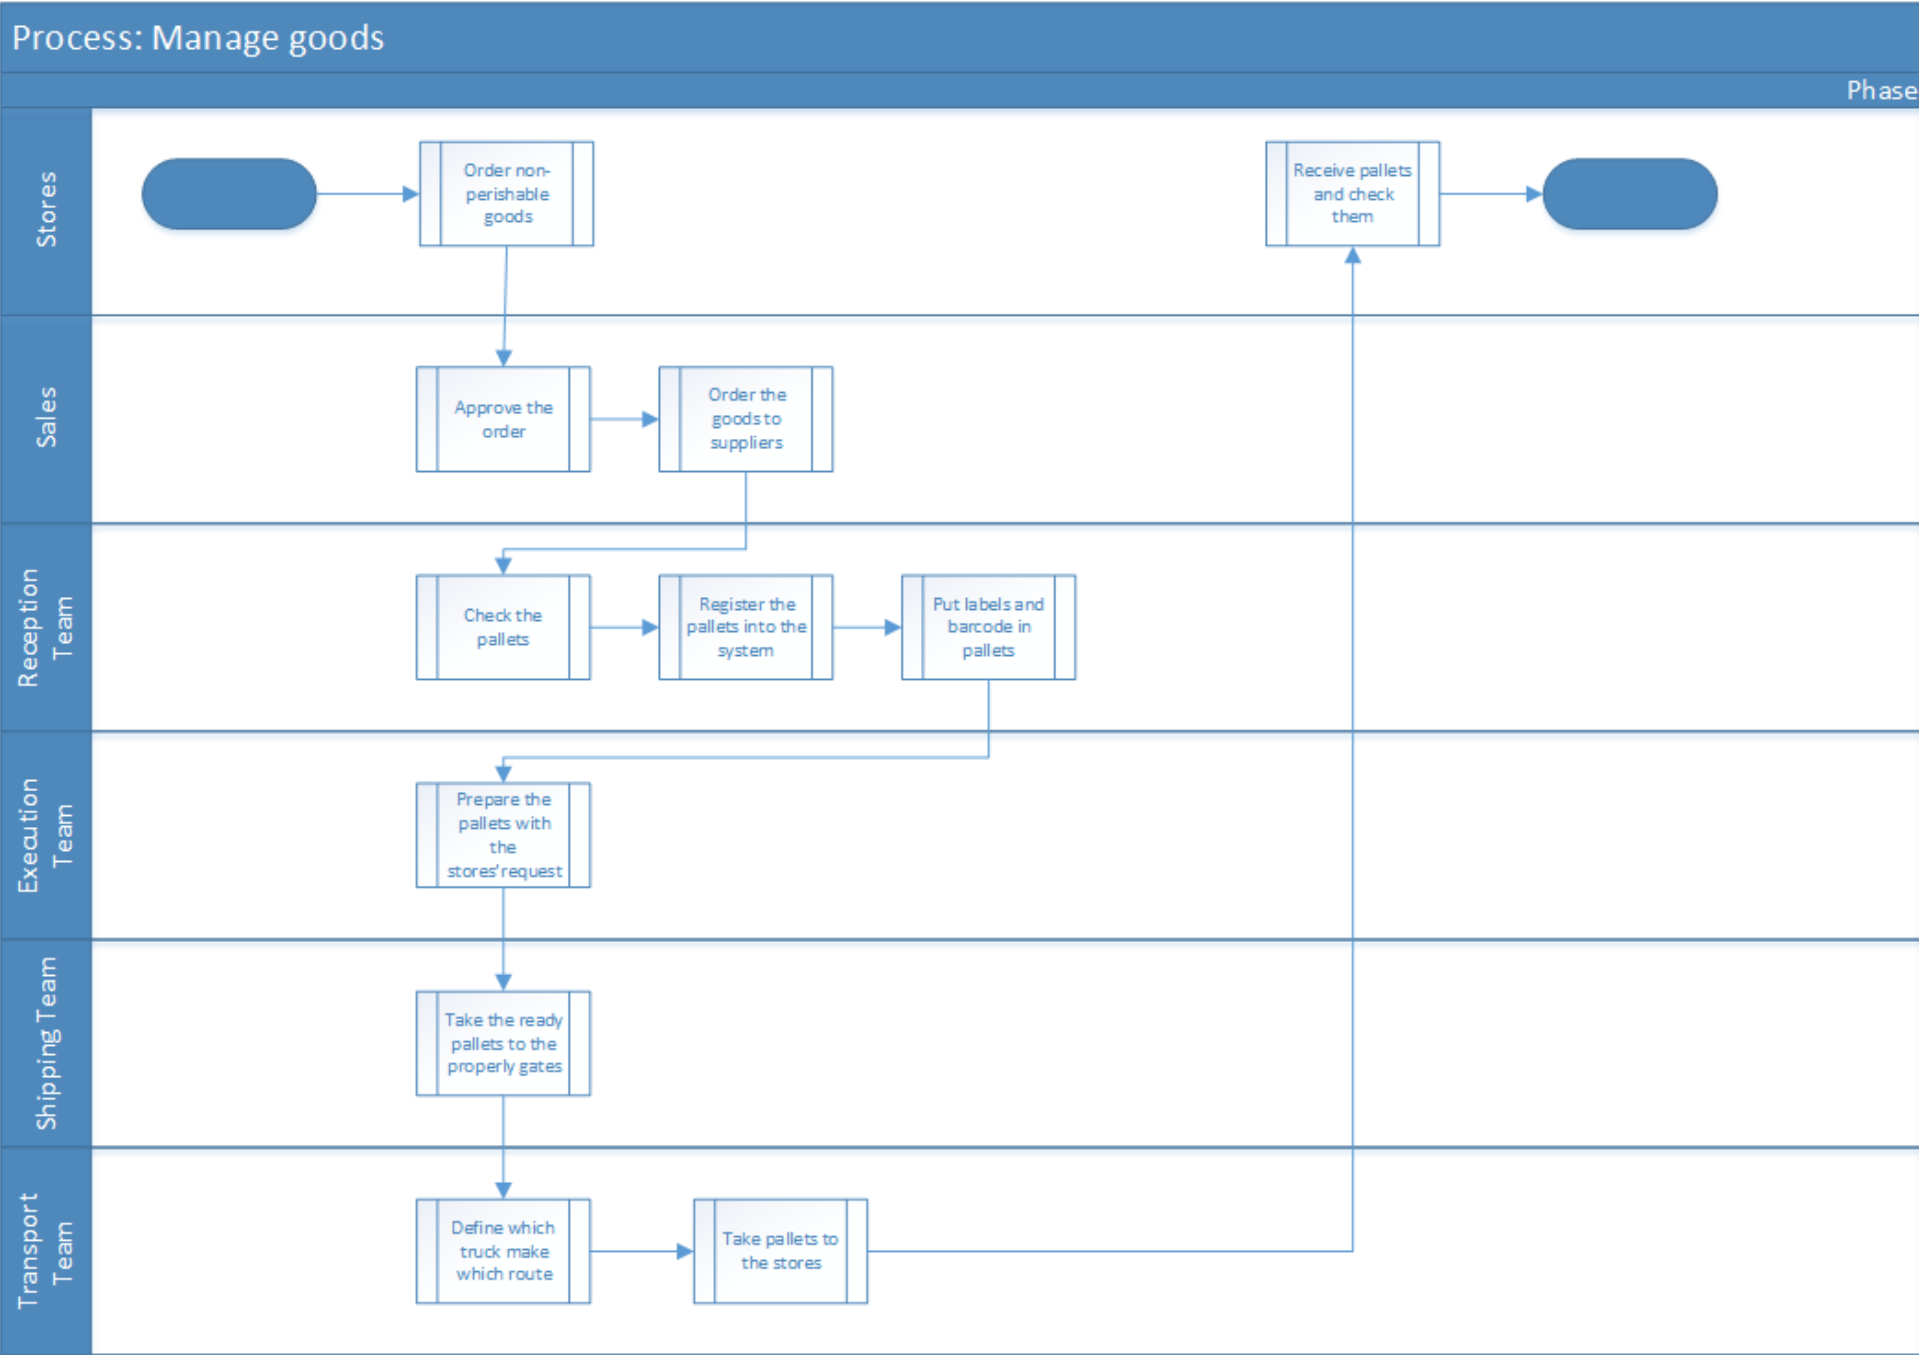 Process: Manage goods
Phase
Stores
Order non-
perishable
goods
Receive pallets
and check
them
Sales
Approve the
order
Order the
goods to
suppliers
Reception
Team
Check the
pallets
Register the
pallets into the
system
Put labels and
barcode in
pallets
Execution
Team
Prepare the
pallets with
the
stores'request
Shipping Team
Take the ready
pallets to the
properly gates
Transport
Team
Define which
truck make
which route
Take pallets to
the stores